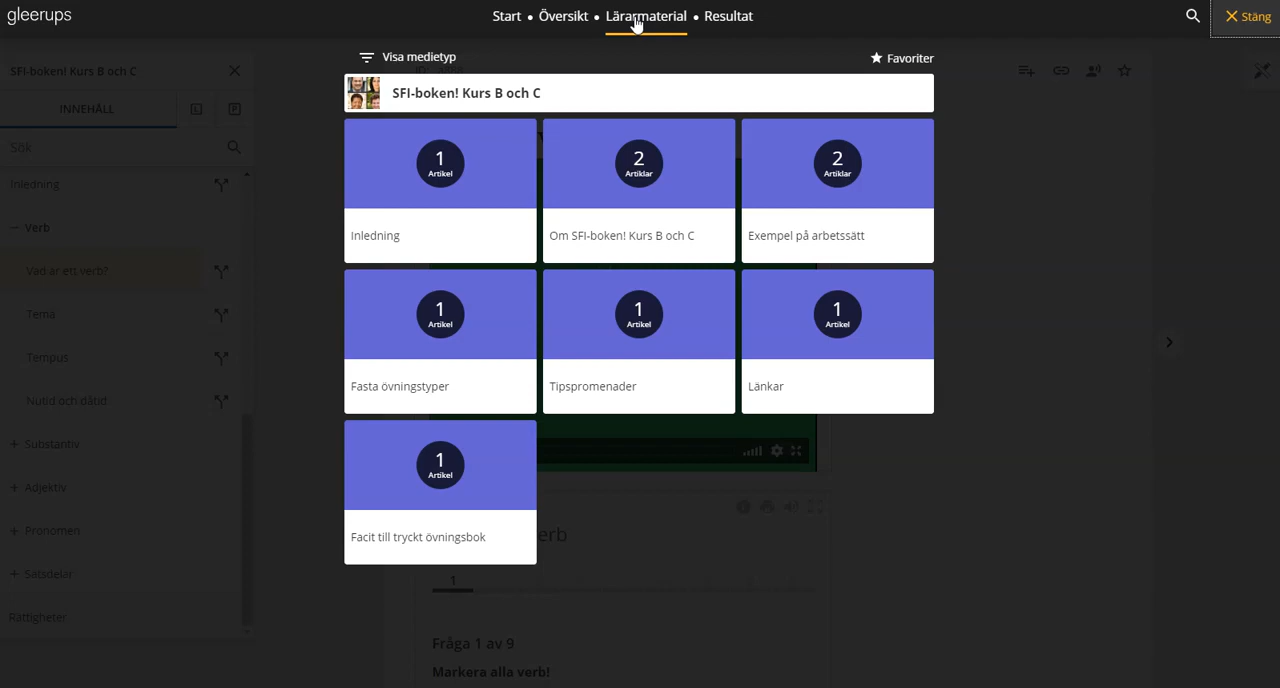 gleerups
Start • Översikt • Lärarmaterial • Resultat
Stäng
SFI-boken! Kurs B och C
INNEHÅLL
Sök
Inledning
− Verb
Vad är ett verb?
Tema
Tempus
Nutid och dåtid
+ Substantiv
+ Adjektiv
+ Pronomen
+ Satsdelar
Rättigheter
Visa medietyp
Favoriter
SFI-boken! Kurs B och C
1
Artikel
Inledning
2
Artiklar
Om SFI-boken! Kurs B och C
2
Artiklar
Exempel på arbetssätt
1
Artikel
Fasta övningstyper
1
Artikel
Tipspromenader
1
Artikel
Länkar
1
Artikel
Facit till tryckt övningsbok
erb
1
Fråga 1 av 9
Markera alla verb!